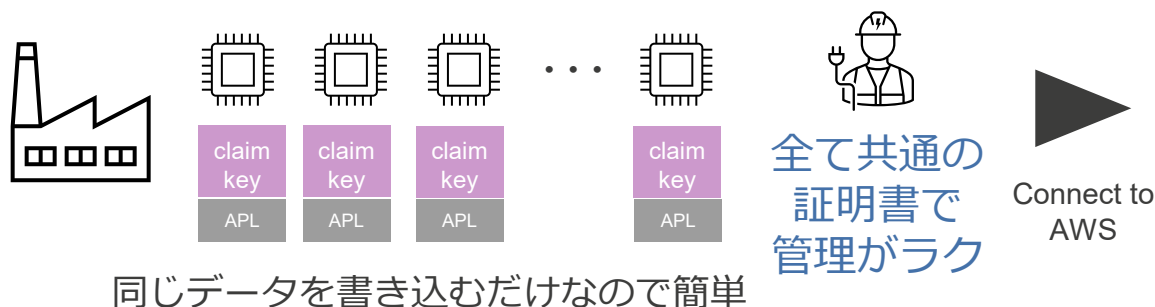 claim
key
APL
claim
key
APL
claim
key
APL
・・・
claim
key
APL
全て共通の
証明書で
管理がラク
Connect to
AWS
同じデータを書き込むだけなので簡単